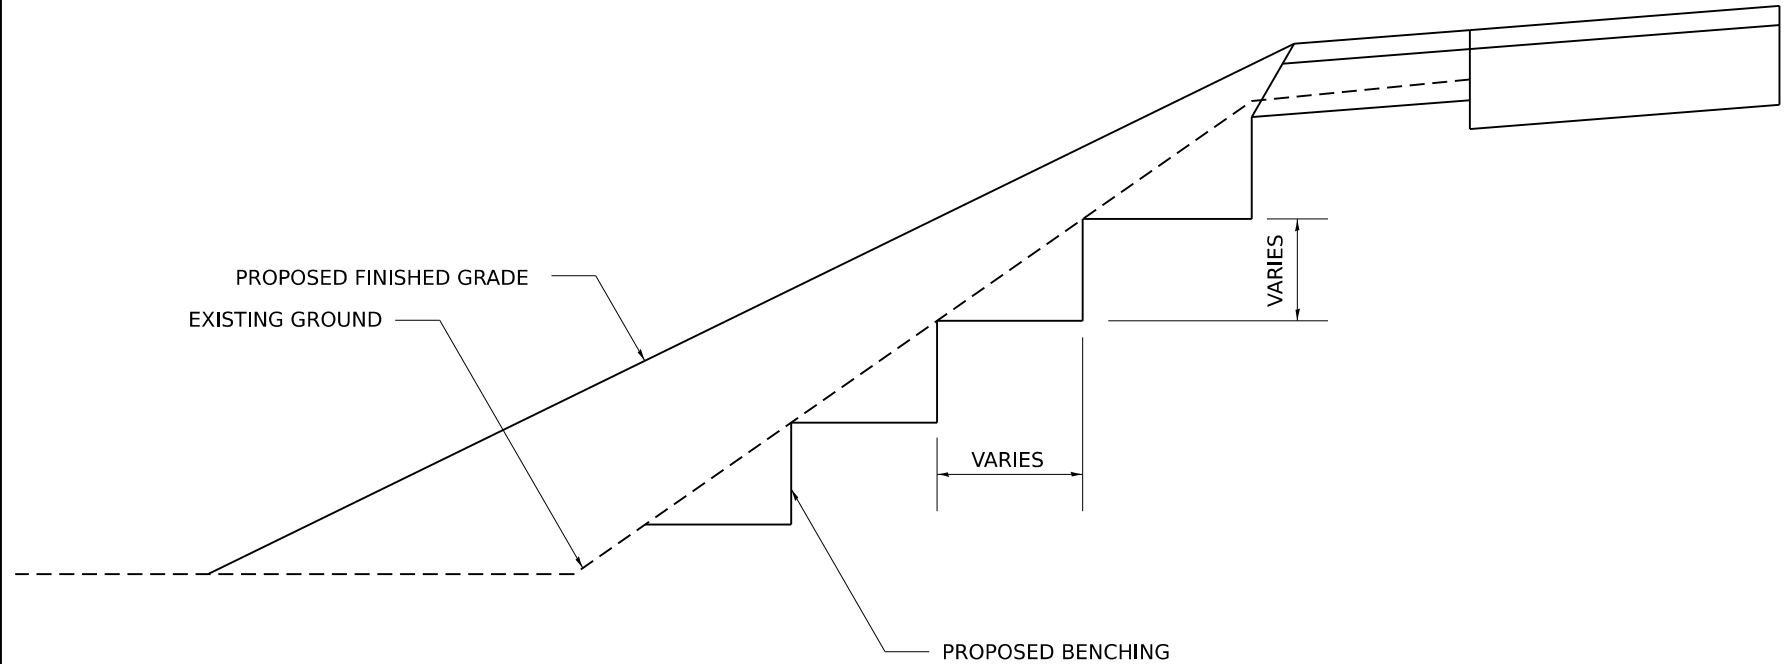 PROPOSED FINISHED GRADE
EXISTING GROUND
VARIES
VARIES
PROPOSED BENCHING